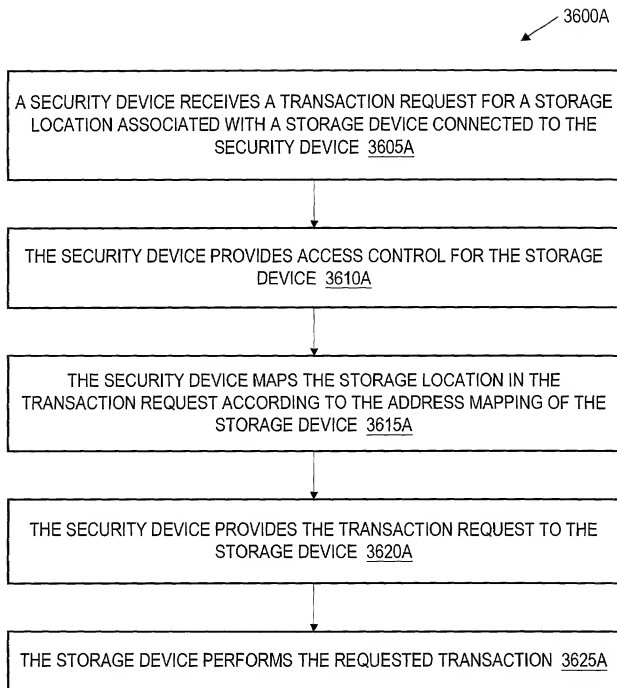 3600A
A SECURITY DEVICE RECEIVES A TRANSACTION REQUEST FOR A STORAGE
LOCATION ASSOCIATED WITH A STORAGE DEVICE CONNECTED TO THE
SECURITY DEVICE 3605A
THE SECURITY DEVICE PROVIDES ACCESS CONTROL FOR THE STORAGE
DEVICE 3610A
THE SECURITY DEVICE MAPS THE STORAGE LOCATION IN THE
TRANSACTION REQUEST ACCORDING TO THE ADDRESS MAPPING OF THE
STORAGE DEVICE 3615A
THE SECURITY DEVICE PROVIDES THE TRANSACTION REQUEST TO THE
STORAGE DEVICE 3620A
THE STORAGE DEVICE PERFORMS THE REQUESTED TRANSACTION 3625A